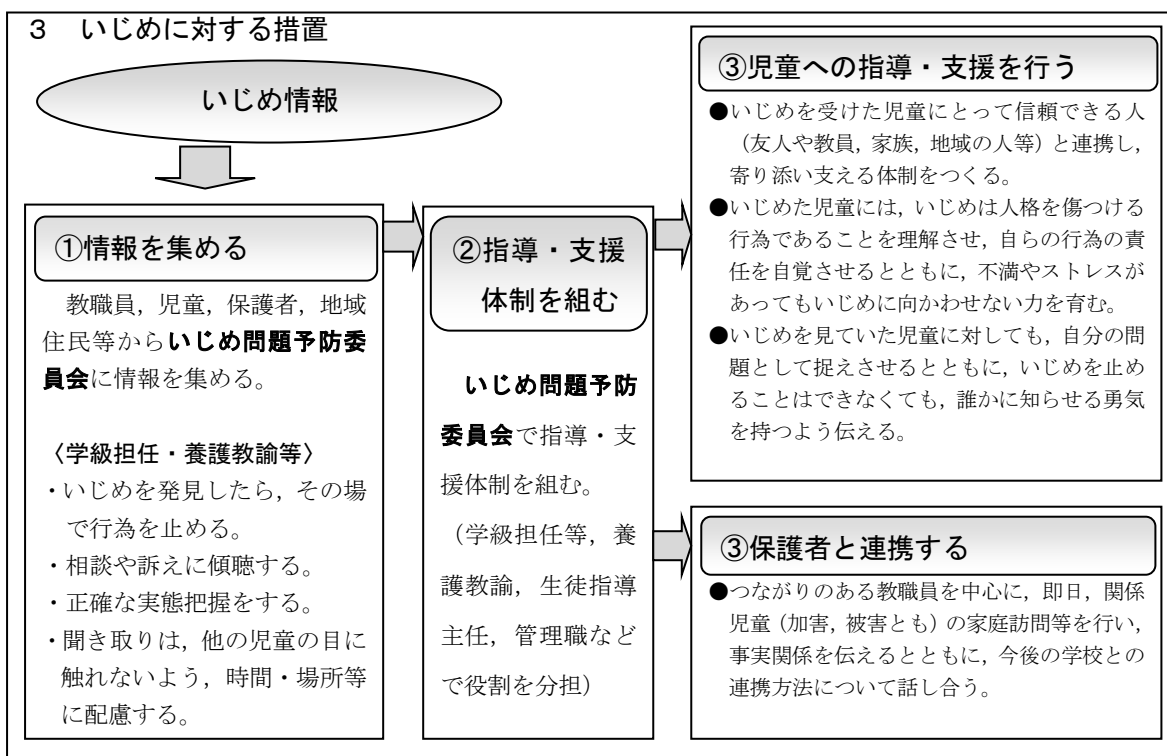 ３　いじめに対する措置
いじめ情報
①情報を集める
教職員，児童，保護者，地域
住民等からいじめ問題予防委
員会に情報を集める。
〈学級担任・養護教諭等〉
・いじめを発見したら，その場
で行為を止める。
・相談や訴えに傾聴する。
・正確な実態把握をする。
・聞き取りは，他の児童の目に
触れないよう，時間・場所等
に配慮する。
②指導・支援
体制を組む
いじめ問題予防
委員会で指導・支
援体制を組む。
（学級担任等，養
護教諭，生徒指導
主任，管理職など
で役割を分担）
③児童への指導・支援を行う
●いじめを受けた児童にとって信頼できる人
（友人や教員，家族，地域の人等）と連携し，
寄り添い支える体制をつくる。
●いじめた児童には，いじめは人格を傷つける
行為であることを理解させ，自らの行為の責
任を自覚させるとともに，不満やストレスが
あってもいじめに向かわせない力を育む。
●いじめを見ていた児童に対しても，自分の問
題として捉えさせるとともに，いじめを止め
ることはできなくても，誰かに知らせる勇気
を持つよう伝える。
③保護者と連携する
●つながりのある教職員を中心に，即日，関係
児童（加害，被害とも）の家庭訪問等を行い，
事実関係を伝えるとともに，今後の学校との
連携方法について話し合う。